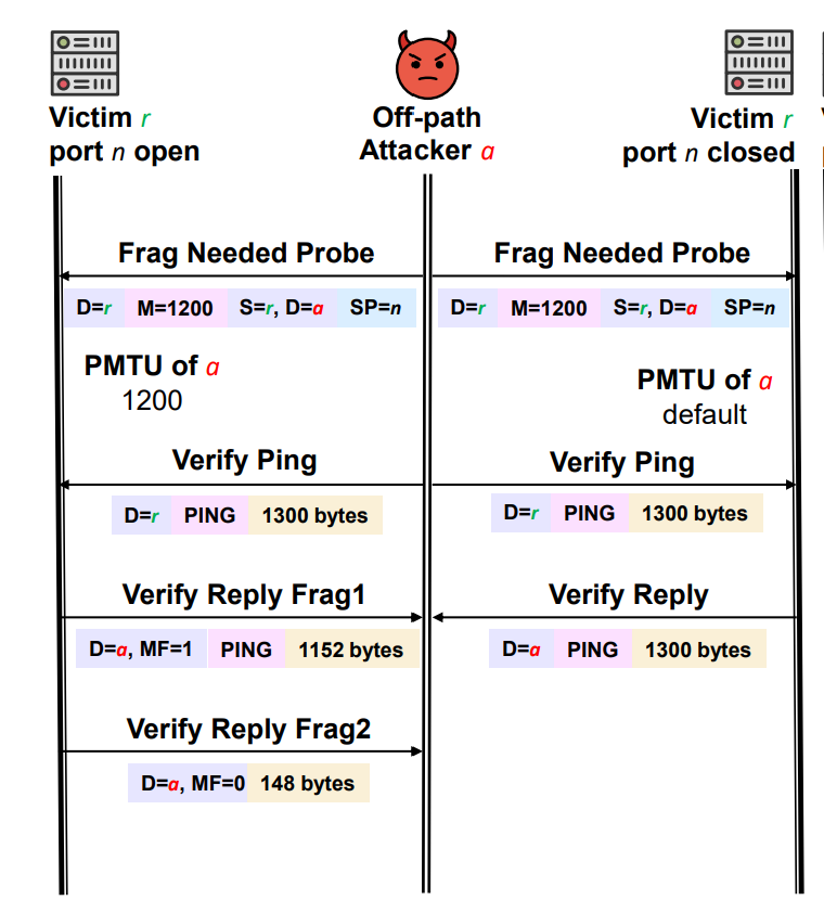 Victim r
port n open
Off-path
Attacker a
Victim r
port n closed
Frag Needed Probe
D=r M=1200 S=r, D=a SP=n
Frag Needed Probe
D=r M=1200 S=r, D=a SP=n
PMTU of a
1200
PMTU of a
default
Verify Ping
D=r PING 1300 bytes
Verify Ping
D=r PING 1300 bytes
Verify Reply Frag1
D=a, MF=1 PING 1152 bytes
Verify Reply
D=a PING 1300 bytes
Verify Reply Frag2
D=a, MF=0 148 bytes